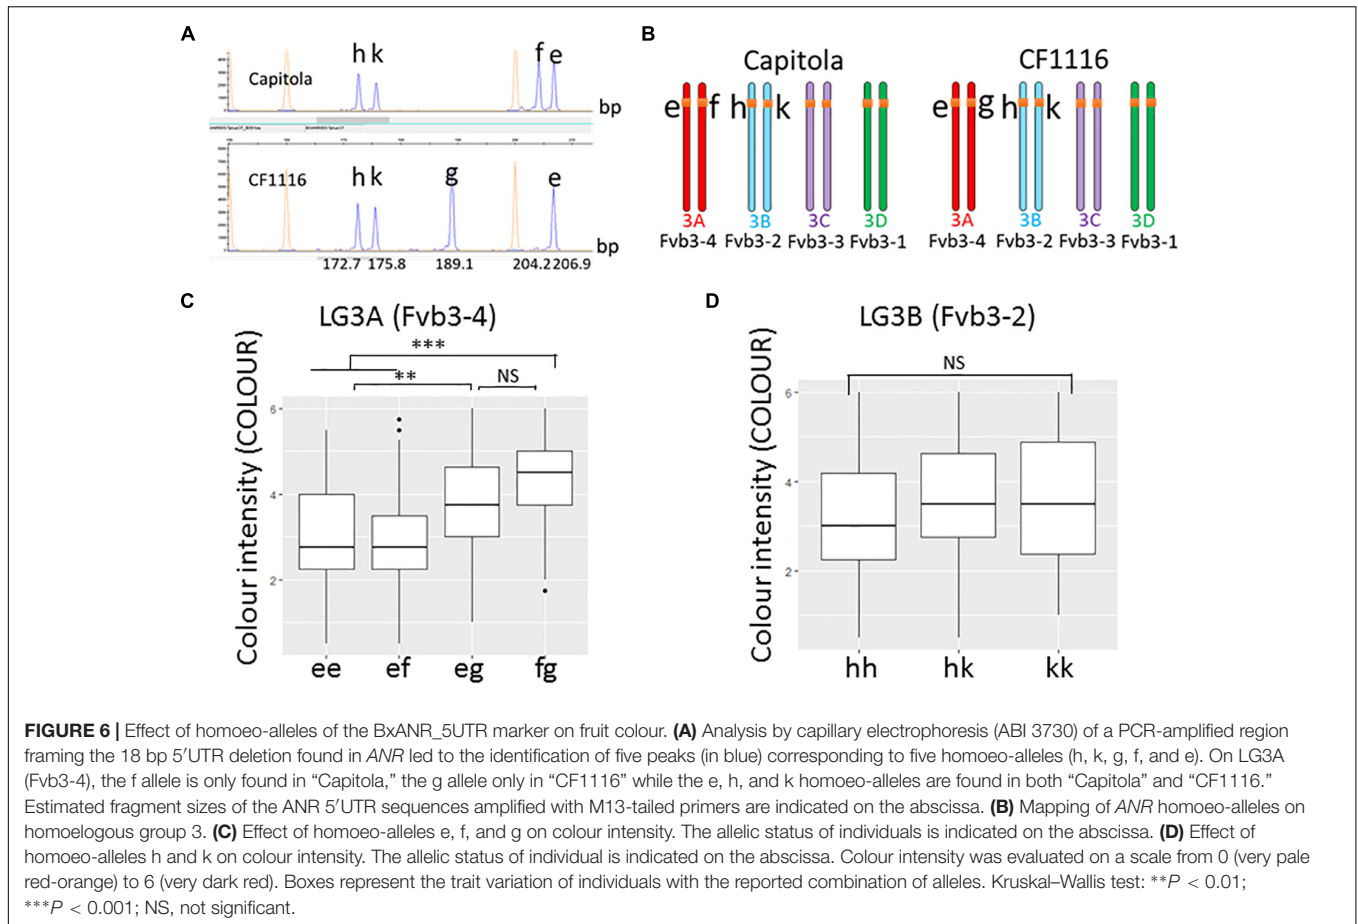 A
h k
f e
Capitola
bp
h k
g
e
CF1116
bp
172.7 175.8 189.1 204.2 206.9
B
Capitola
CF1116
e f h k
e g h k
3A 3B 3C 3D
3A 3B 3C 3D
Fvb3-4 Fvb3-2 Fvb3-3 Fvb3-1
Fvb3-4 Fvb3-2 Fvb3-3 Fvb3-1
C
LG3A (Fvb3-4)
***
**
NS
Colour intensity (COLOUR)
6
4
2
ee ef eg fg
D
LG3B (Fvb3-2)
NS
Colour intensity (COLOUR)
6
4
2
hh hk kk
FIGURE 6 | Effect of homoeo-alleles of the BxANR_5UTR marker on fruit colour. (A) Analysis by capillary electrophoresis (ABI 3730) of a PCR-amplified region
framing the 18 bp 5′UTR deletion found in ANR led to the identification of five peaks (in blue) corresponding to five homoeo-alleles (h, k, g, f, and e). On LG3A
(Fvb3-4), the f allele is only found in “Capitola,” the g allele only in “CF1116” while the e, h, and k homoeo-alleles are found in both “Capitola” and “CF1116.”
Estimated fragment sizes of the ANR 5′UTR sequences amplified with M13-tailed primers are indicated on the abscissa. (B) Mapping of ANR homoeo-alleles on
homoelogous group 3. (C) Effect of homoeo-alleles e, f, and g on colour intensity. The allelic status of individuals is indicated on the abscissa. (D) Effect of
homoeo-alleles h and k on colour intensity. The allelic status of individual is indicated on the abscissa. Colour intensity was evaluated on a scale from 0 (very pale
red-orange) to 6 (very dark red). Boxes represent the trait variation of individuals with the reported combination of alleles. Kruskal–Wallis test: **P < 0.01;
***P < 0.001; NS, not significant.